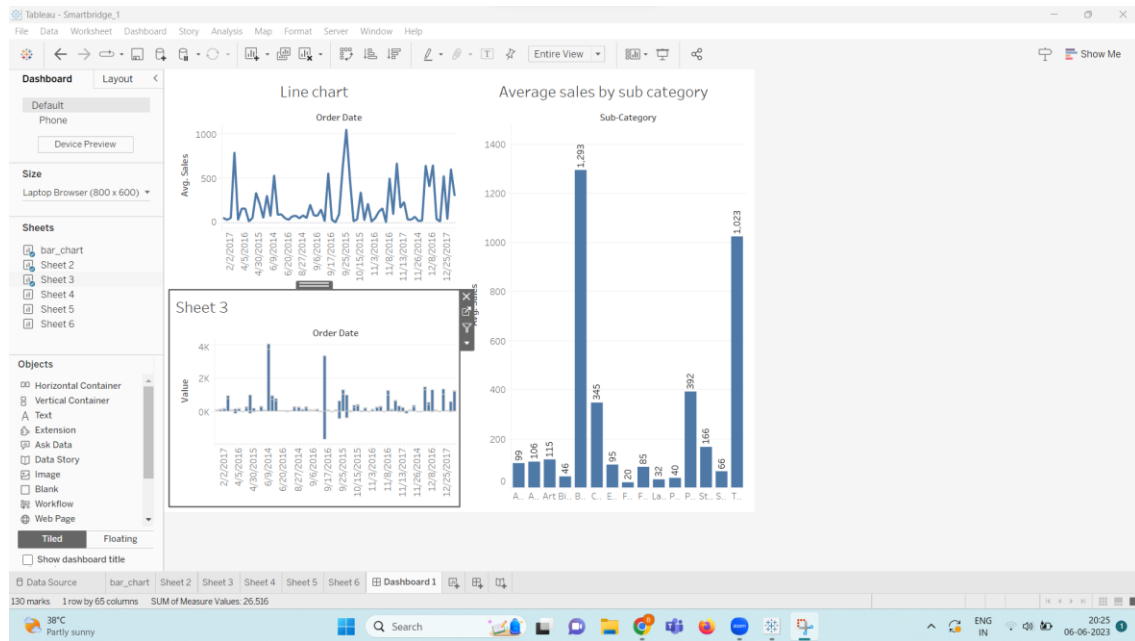 Tableau - Smartbridge_1
File Data Worksheet Dashboard Story Analysis Map Format Server Window Help
Entire View
Show Me
Dashboard Layout
Default
Phone
Device Preview
Size
Laptop Browser (800 x 600)
Sheets
bar_chart
Sheet 2
Sheet 3
Sheet 4
Sheet 5
Sheet 6
Objects
Horizontal Container
Vertical Container
Text
Extension
Ask Data
Data Story
Image
Blank
Workflow
Web Page
Tiled Floating
Show dashboard title
Line chart
Order Date
Avg. Sales
1000
500
0
2/2/2017
4/5/2016
4/30/2015
6/9/2014
6/20/2016
8/27/2014
9/6/2016
9/17/2016
9/25/2015
10/15/2015
11/3/2016
11/8/2016
11/13/2017
11/26/2014
12/8/2016
12/25/2017
Sheet 3
Order Date
Value
4K
2K
0K
2/2/2017
4/5/2016
4/30/2015
6/9/2014
6/20/2016
8/27/2014
9/6/2016
9/17/2016
9/25/2015
10/15/2015
11/3/2016
11/8/2016
11/13/2017
11/26/2014
12/8/2016
12/25/2017
Average sales by sub category
Sub-Category
1400
1200
1000
800
600
400
200
0
99
106
115
46
1,293
345
95
20
85
32
40
392
166
66
1,023
A.. A.. Art Bi.. B.. C.. E.. F.. F.. La.. P.. P.. St.. S.. T..
Data Source bar_chart Sheet 2 Sheet 3 Sheet 4 Sheet 5 Sheet 6 Dashboard 1
130 marks 1 row by 65 columns SUM of Measure Values: 26,516
38°C
Partly sunny
Search
zoom
ENG
IN
20:25
06-06-2023
1